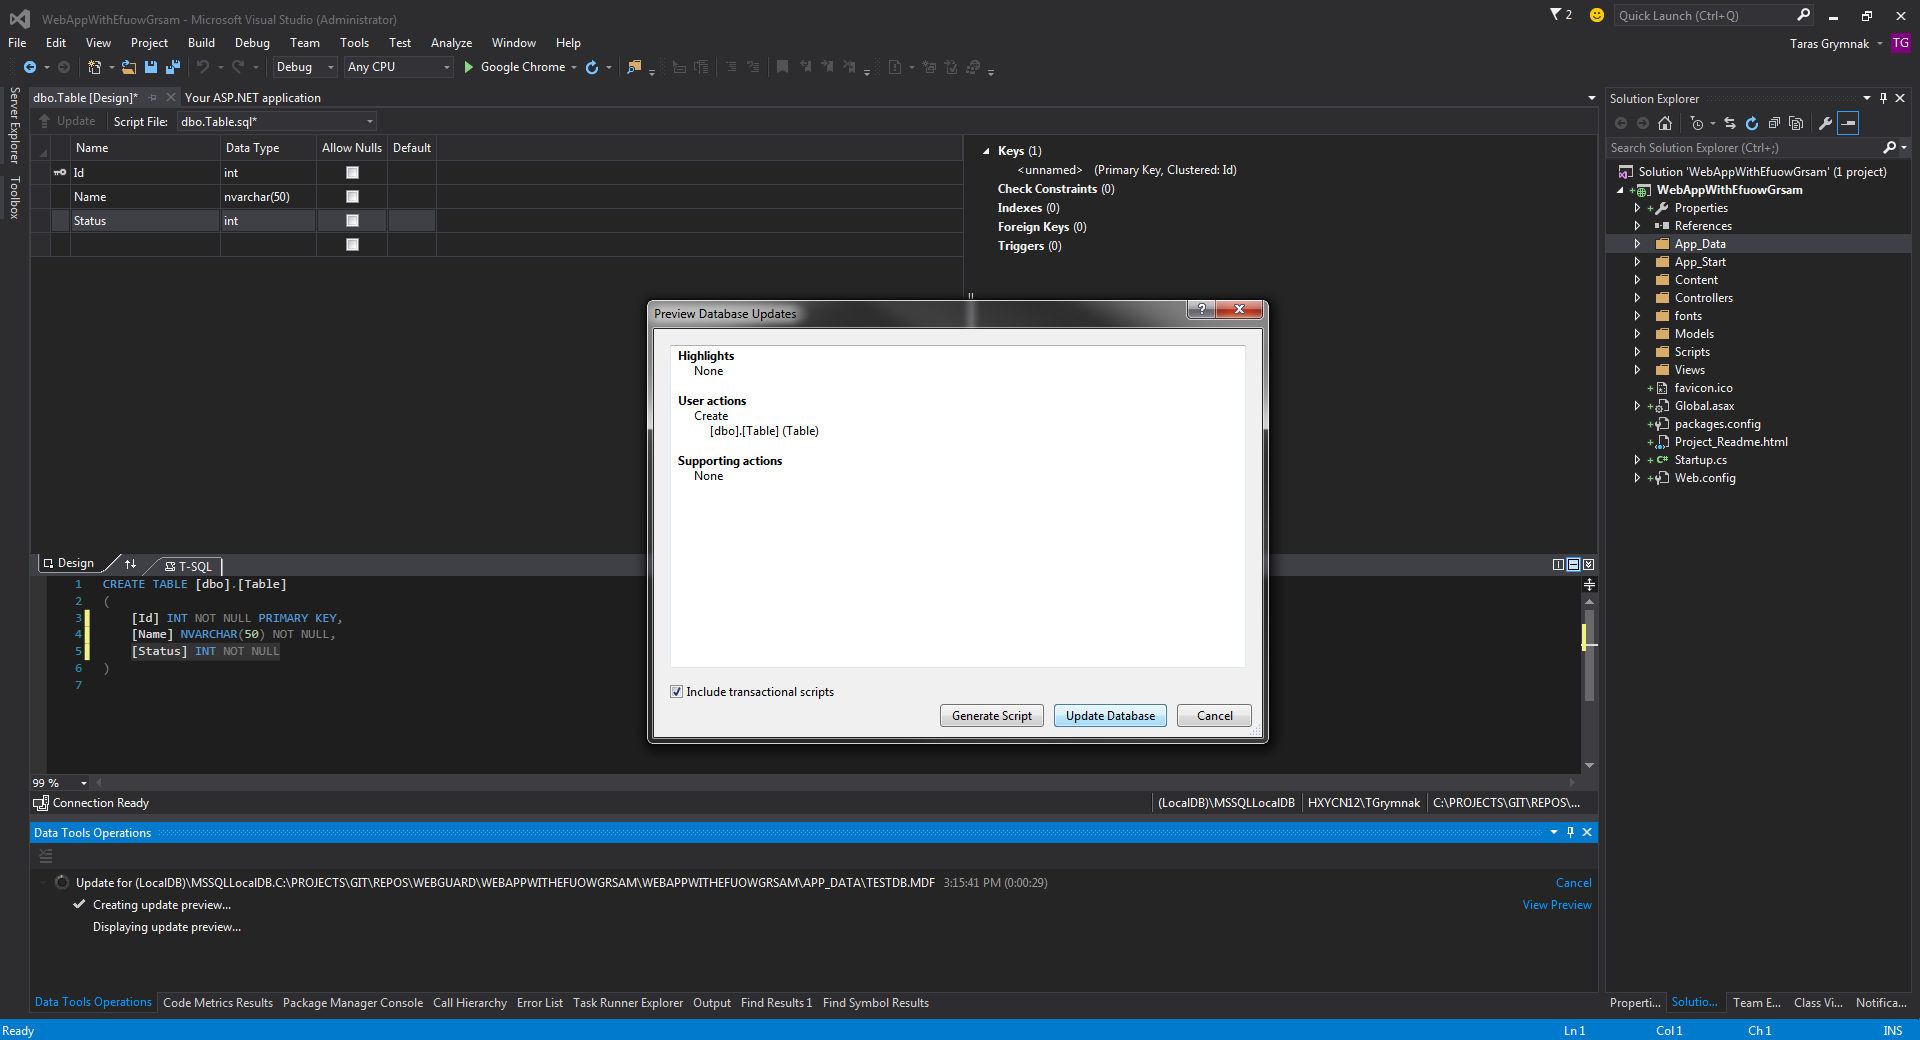 WebAppWithEfuowGrsam - Microsoft Visual Studio (Administrator)
2
Quick Launch (Ctrl+Q)
File Edit View Project Build Debug Team Tools Test Analyze Window Help
Taras Grymnak TG
Debug Any CPU Google Chrome
Server Explorer
Toolbox
dbo.Table [Design]* Your ASP.NET application
Update Script File: dbo.Table.sql*
Name Data Type Allow Nulls Default
Id int
Name nvarchar(50)
Status int
Keys (1)
<unnamed> (Primary Key, Clustered: Id)
Check Constraints (0)
Indexes (0)
Foreign Keys (0)
Triggers (0)
Solution Explorer
Search Solution Explorer (Ctrl+;)
Solution 'WebAppWithEfuowGrsam' (1 project)
WebAppWithEfuowGrsam
Properties
References
App_Data
App_Start
Content
Controllers
fonts
Models
Scripts
Views
favicon.ico
Global.asax
packages.config
Project_Readme.html
Startup.cs
Web.config
Preview Database Updates
Highlights
None
User actions
Create
[dbo].[Table] (Table)
Supporting actions
None
Include transactional scripts
Generate Script Update Database Cancel
Design T-SQL
1 CREATE TABLE [dbo].[Table]
2 (
3 [Id] INT NOT NULL PRIMARY KEY,
4 [Name] NVARCHAR(50) NOT NULL,
5 [Status] INT NOT NULL
6 )
7
99 %
Connection Ready (LocalDB)\MSSQLLocalDB HXYCN12\TGrymnak C:\PROJECTS\GIT\REPOS\...
Data Tools Operations
Update for (LocalDB)\MSSQLLocalDB.C:\PROJECTS\GIT\REPOS\WEBGUARD\WEBAPPWITHEFUOWGRSAM\WEBAPPWITHEFUOWGRSAM\APP_DATA\TESTDB.MDF 3:15:41 PM (0:00:29) Cancel
Creating update preview... View Preview
Displaying update preview...
Data Tools Operations Code Metrics Results Package Manager Console Call Hierarchy Error List Task Runner Explorer Output Find Results 1 Find Symbol Results
Properti... Solutio... Team E... Class Vi... Notifica...
Ready Ln 1 Col 1 Ch 1 INS